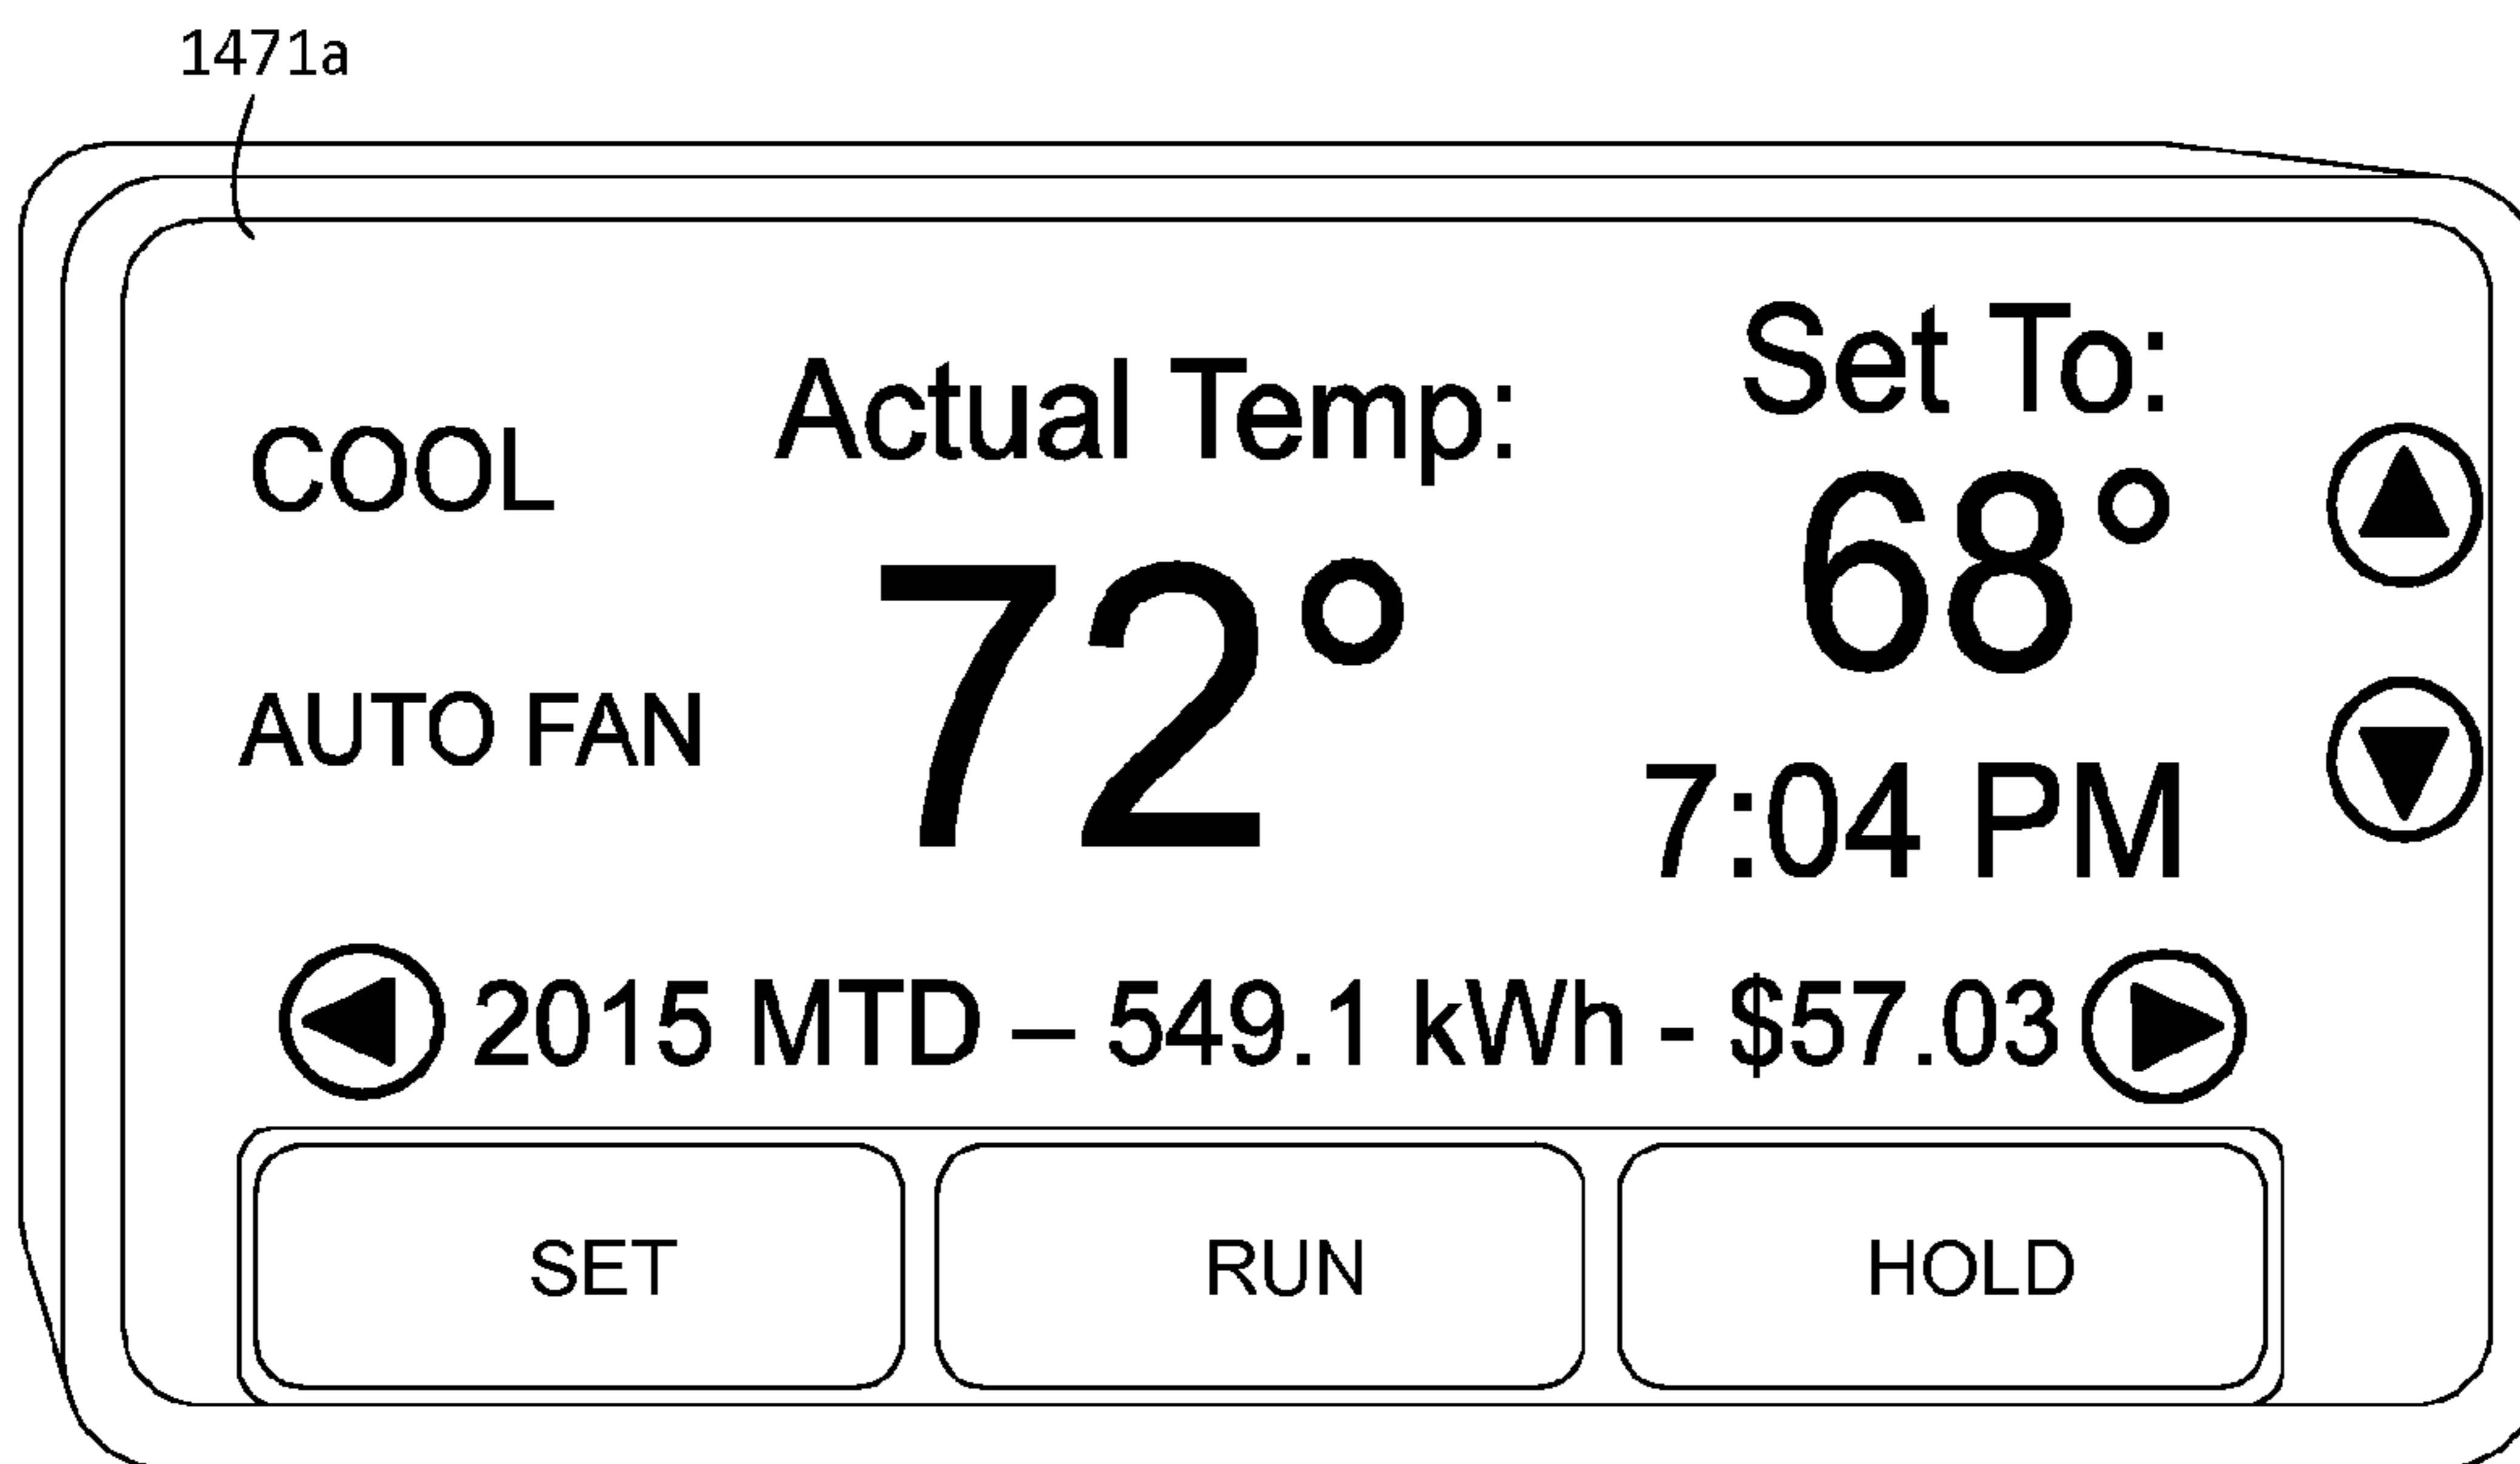 1471a
Set To:
Actual Temp:
COOL
68°
72°
AUTO FAN
7:04 PM
2015 MTD – 549.1 kWh - $57.03
SET
RUN
HOLD